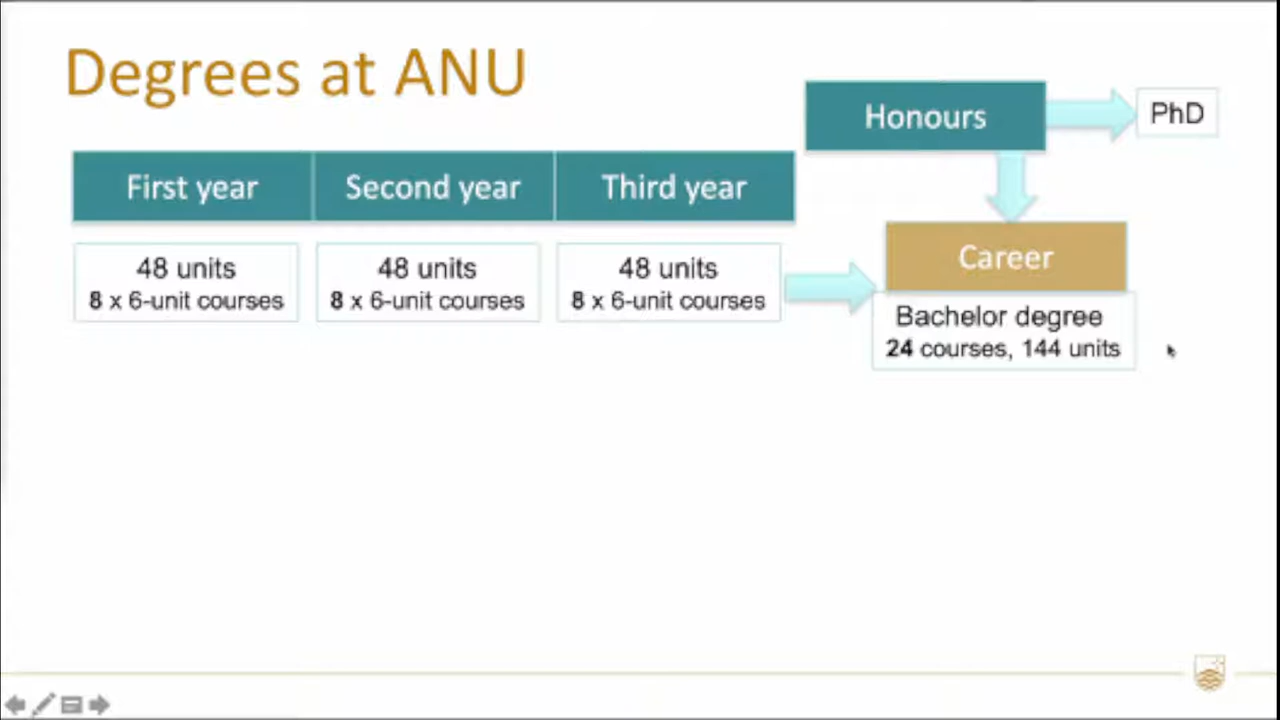 Degrees at ANU
Honours
PhD
First year
Second year
Third year
Career
48 units
8 x 6-unit courses
48 units
8 x 6-unit courses
48 units
8 x 6-unit courses
Bachelor degree
24 courses, 144 units